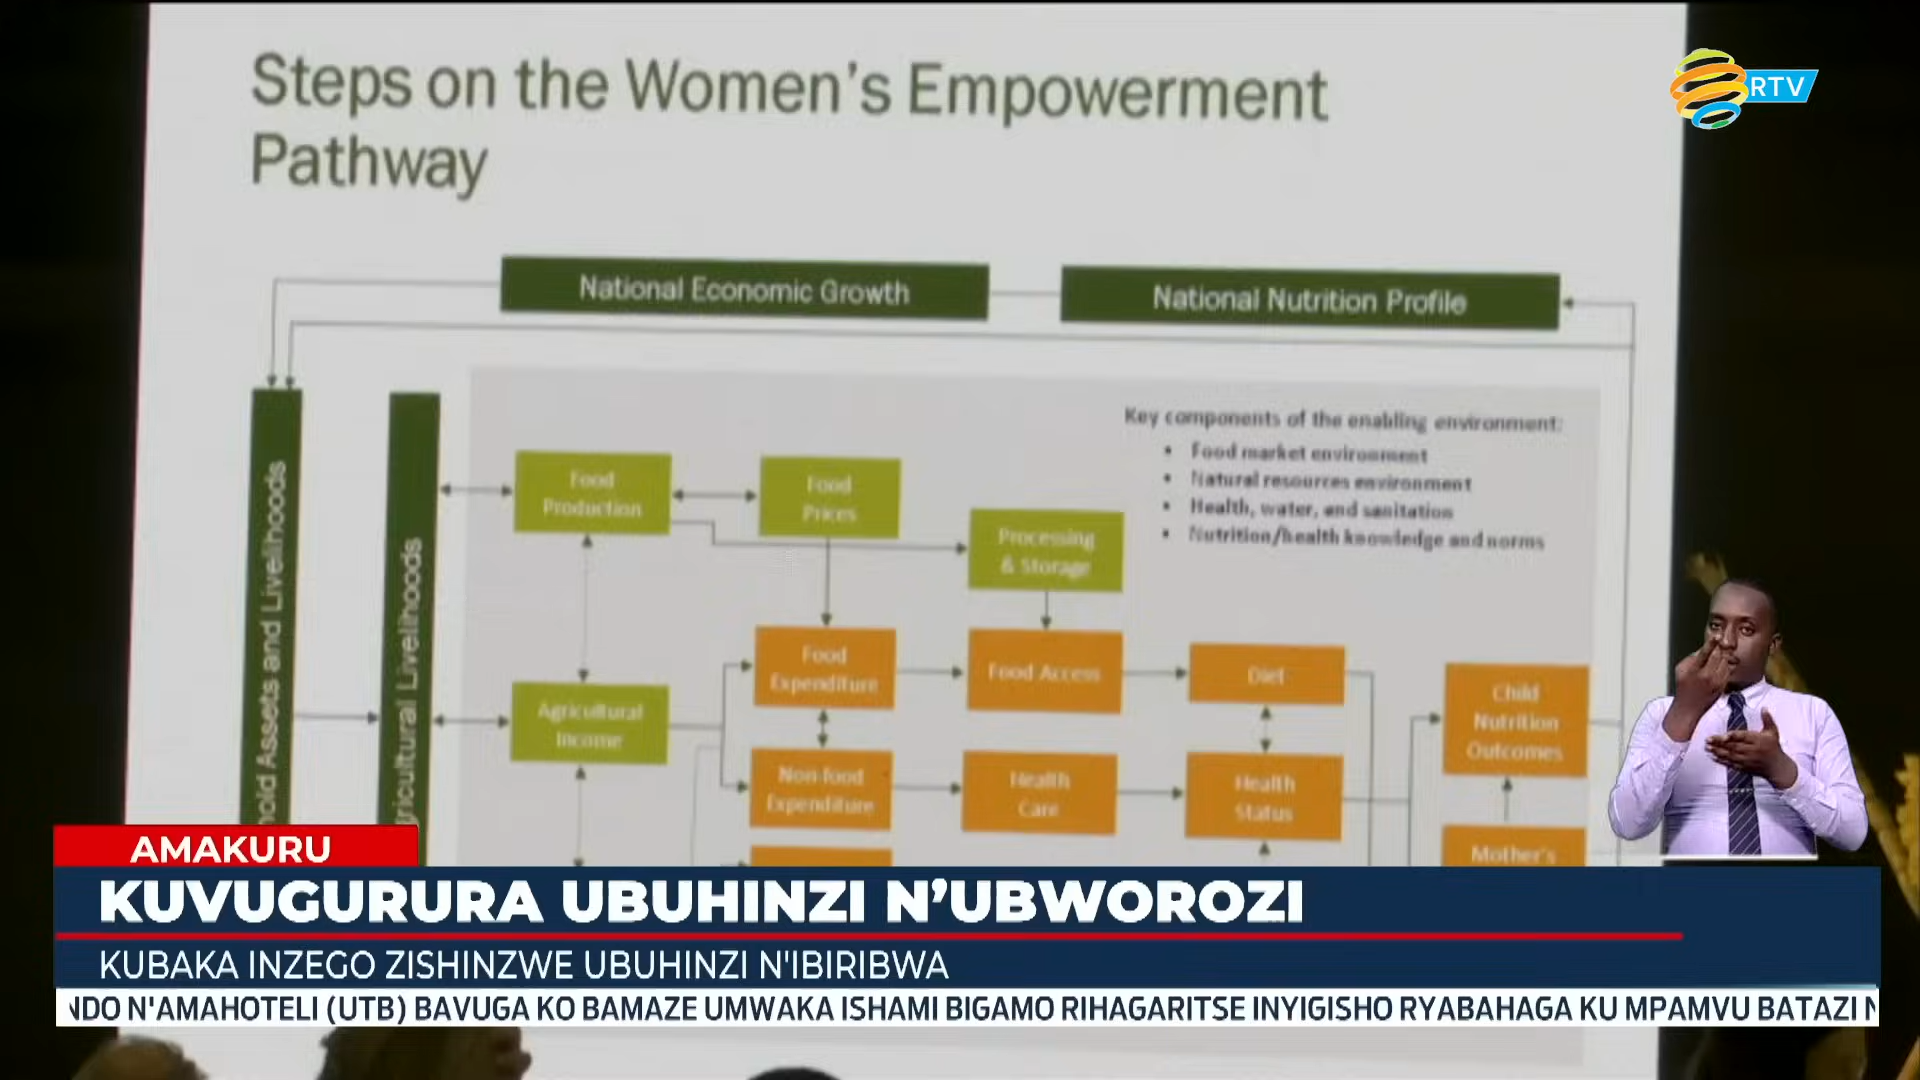 Steps on the Women's Empowerment
Pathway
RTV
National Economic Growth
National Nutrition Profile
Key components of the enabling environment:
• Food market environment
• Natural resources environment
• Health, water, and sanitation
• Nutrition/health knowledge and norms
Assets and Livelihoods
Livelihoods
Food
Production
Food
Prices
Processing
& Storage
Food
Expenditure
Food Access
Diet
Child
Nutrition
Outcomes
Agricultural
Income
Non-food
Expenditure
Health
Care
Health
Status
Mother's
AMAKURU
KUVUGURURA UBUHINZI N'UBWOROZI
KUBAKA INZEGO ZISHINZWE UBUHINZI N'IBIRIBWA
N'AMAHOTELI (UTB) BAVUGA KO BAMAZE UMWAKA ISHAMI BIGAMO RIHAGARITSE INYIGISHO RYABAHAGA KU MPAMVU BATAZI